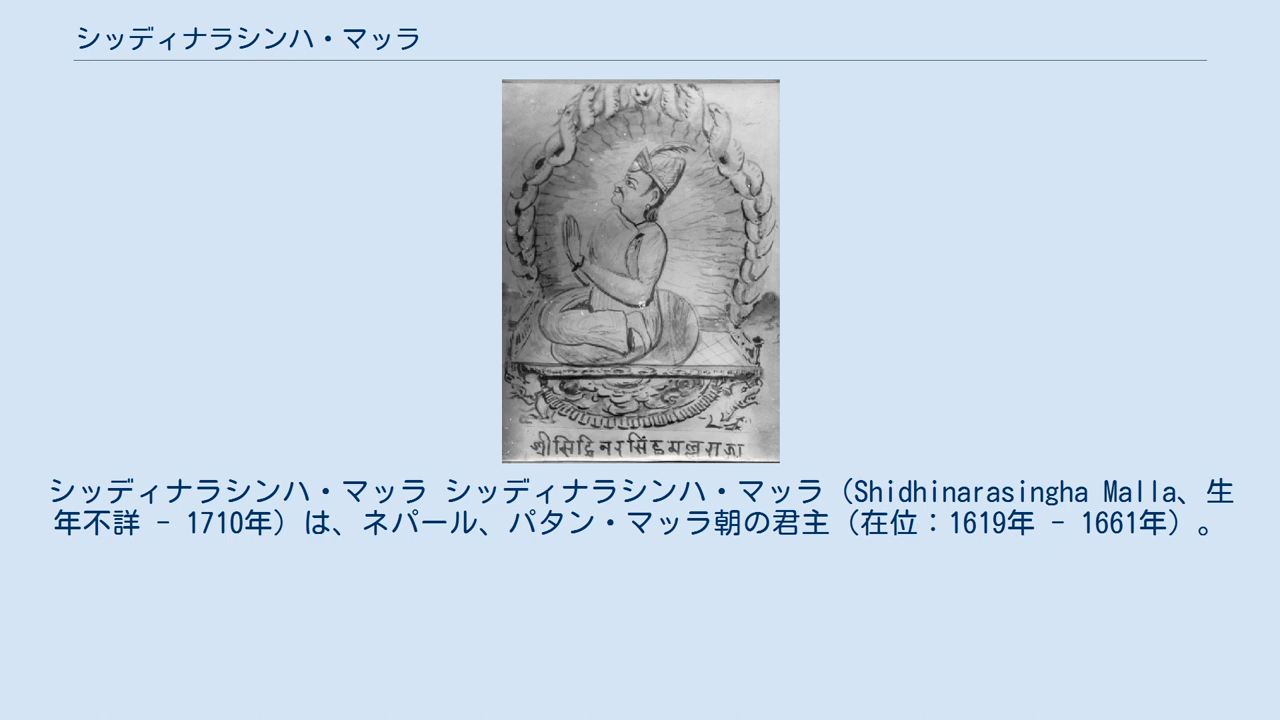 シッディナラシンハ・マッラ
श्री सिद्धि नर सिंह मल्ल राजा
シッディナラシンハ・マッラ シッディナラシンハ・マッラ（Shidhinarasingha Malla、生
年不詳 - 1710年）は、ネパール、パタン・マッラ朝の君主（在位：1619年 - 1661年）。